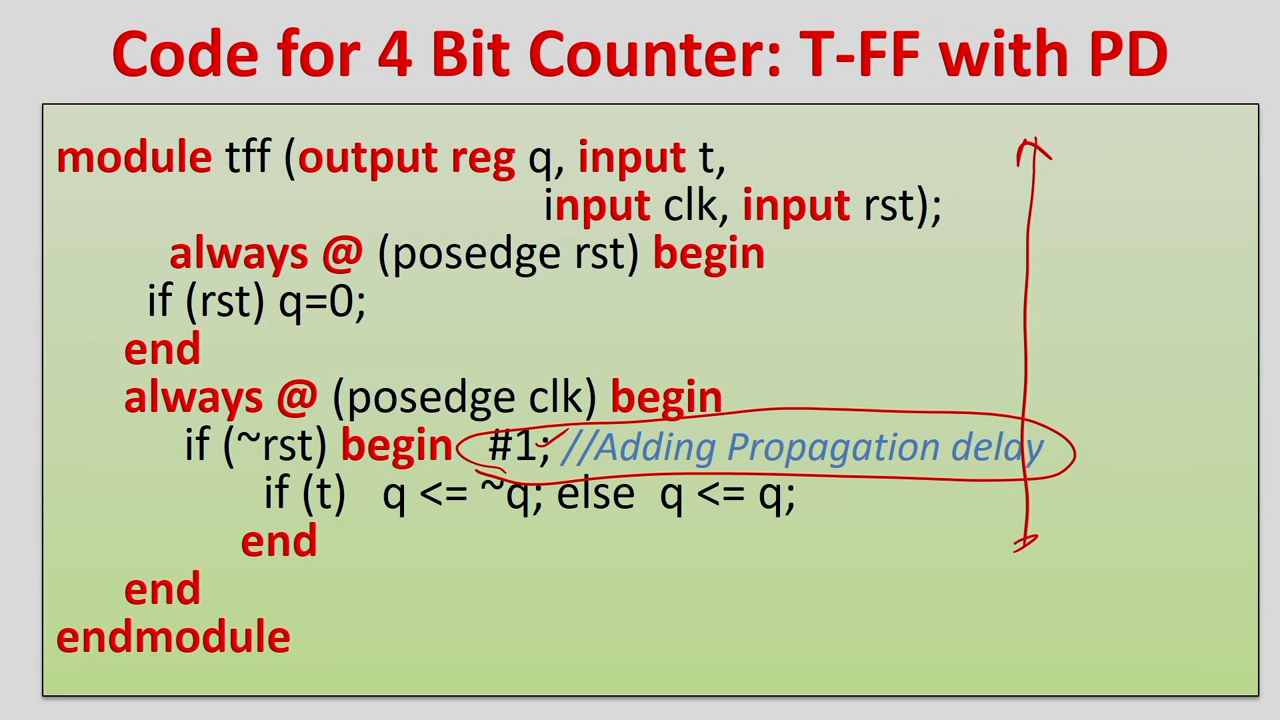 Code for 4 Bit Counter: T-FF with PD
module tff (output reg q, input t,
input clk, input rst);
always @ (posedge rst) begin
if (rst) q=0;
end
always @ (posedge clk) begin
if (~rst) begin #1; //Adding Propagation delay
if (t) q <= ~q; else q <= q;
end
end
endmodule